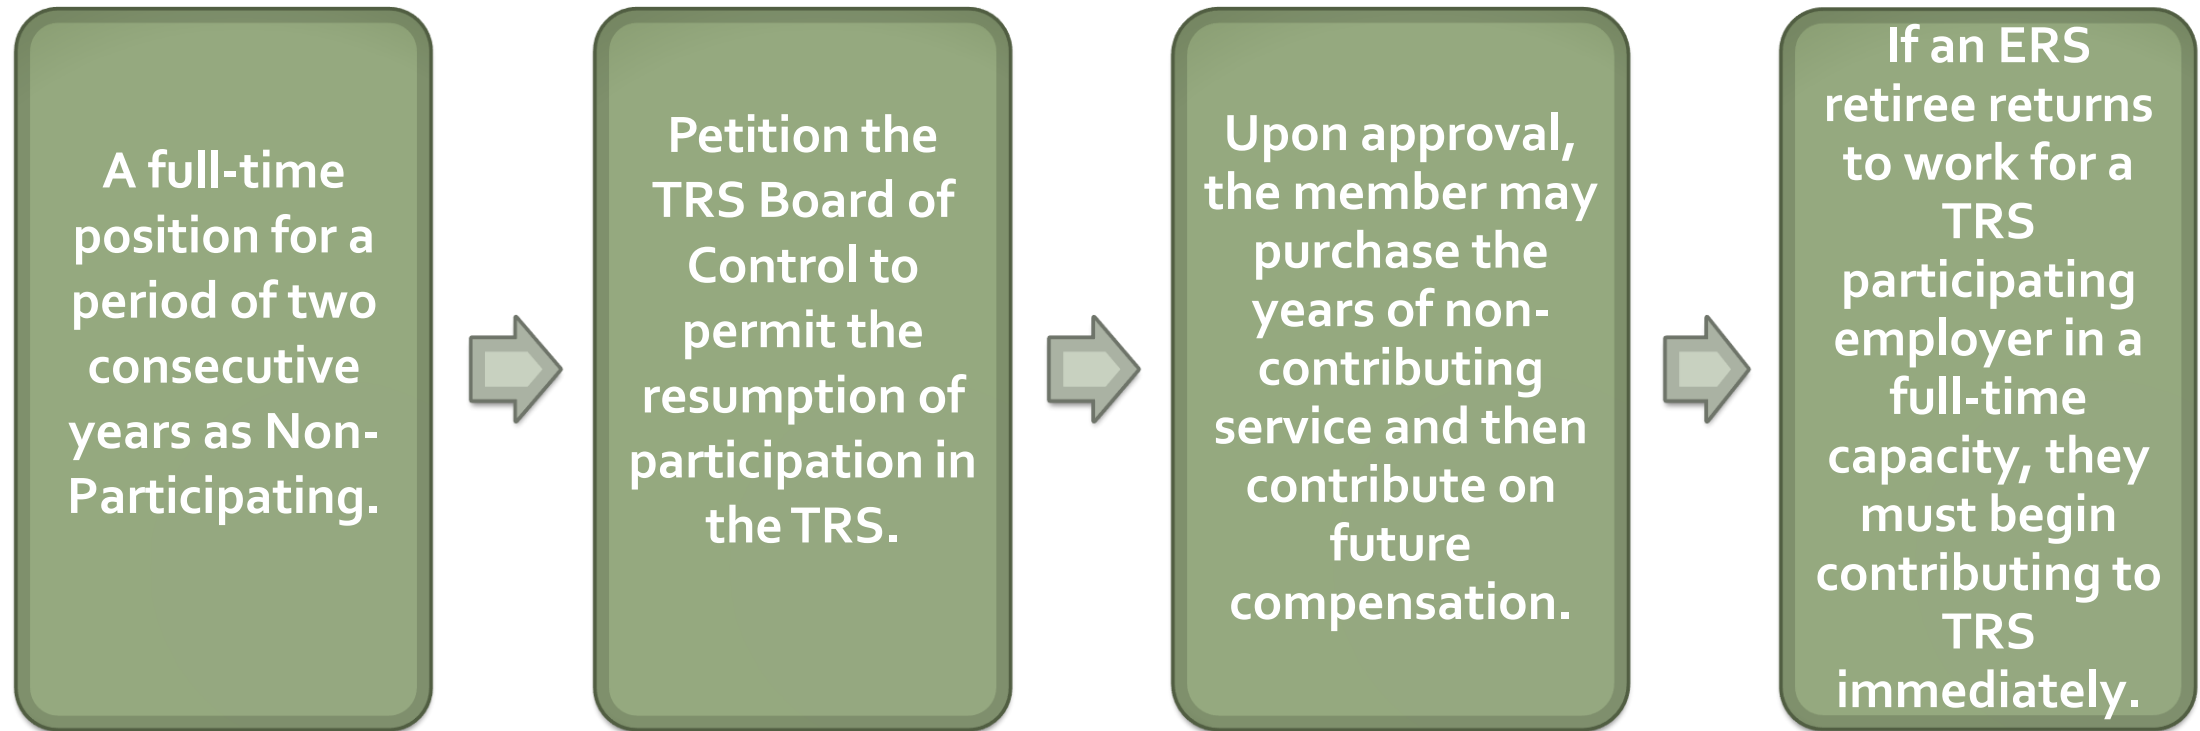 A full-time
position for a
period of two
consecutive
years as Non-
Participating.
Petition the
TRS Board of
Control to
permit the
resumption of
participation in
the TRS.
Upon approval,
the member may
purchase the
years of non-
contributing
service and then
contribute on
future
compensation.
If an ERS
retiree returns
to work for a
TRS
participating
employer in a
full-time
capacity, they
must begin
contributing to
TRS
immediately.